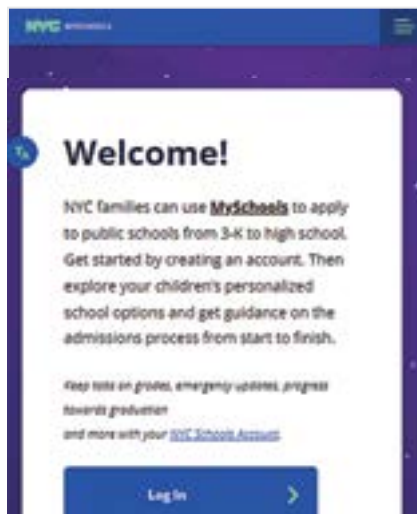 NYC MYSCHOOLS
Welcome!
NYC families can use MySchools to apply
to public schools from 3-K to high school.
Get started by creating an account. Then
explore your children's personalized
school options and get guidance on the
admissions process from start to finish.
Keep tabs on grades, emergency updates, progress
towards graduation
and more with your NYC Schools Account.
Log In